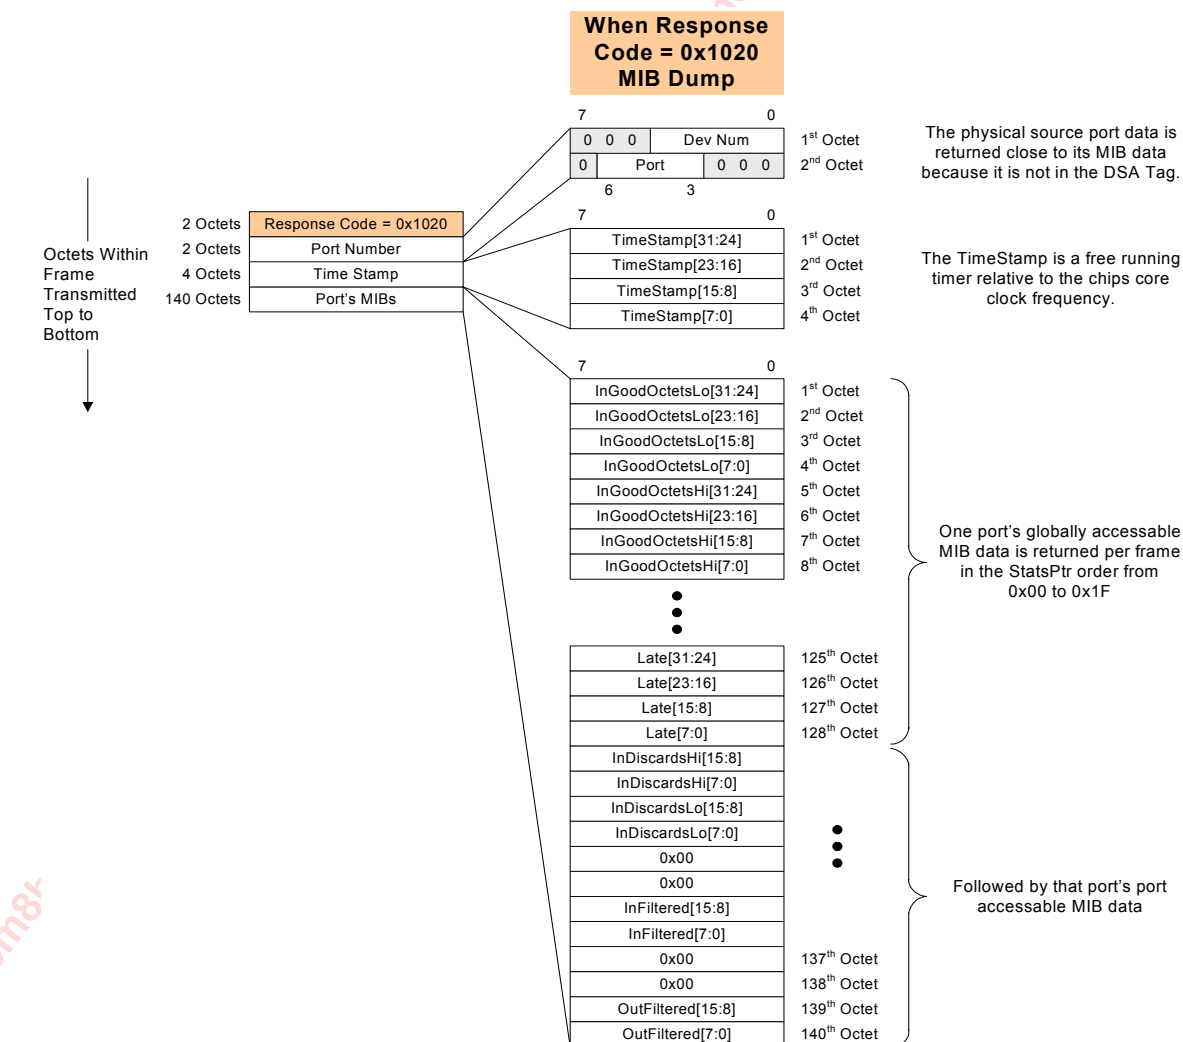 When Response
Code = 0x1020
MIB Dump
7 0
0 0 0 Dev Num 1st Octet
0 Port 0 0 0 2nd Octet
6 3
The physical source port data is
returned close to its MIB data
because it is not in the DSA Tag.
Octets Within
Frame
Transmitted
Top to
Bottom
2 Octets Response Code = 0x1020
2 Octets Port Number
4 Octets Time Stamp
140 Octets Port's MIBs
7 0
TimeStamp[31:24] 1st Octet
TimeStamp[23:16] 2nd Octet
TimeStamp[15:8] 3rd Octet
TimeStamp[7:0] 4th Octet
The TimeStamp is a free running
timer relative to the chips core
clock frequency.
7 0
InGoodOctetsLo[31:24] 1st Octet
InGoodOctetsLo[23:16] 2nd Octet
InGoodOctetsLo[15:8] 3rd Octet
InGoodOctetsLo[7:0] 4th Octet
InGoodOctetsHi[31:24] 5th Octet
InGoodOctetsHi[23:16] 6th Octet
InGoodOctetsHi[15:8] 7th Octet
InGoodOctetsHi[7:0] 8th Octet
One port's globally accessable
MIB data is returned per frame
in the StatsPtr order from
0x00 to 0x1F
Late[31:24] 125th Octet
Late[23:16] 126th Octet
Late[15:8] 127th Octet
Late[7:0] 128th Octet
InDiscardsHi[15:8]
InDiscardsHi[7:0]
InDiscardsLo[15:8]
InDiscardsLo[7:0]
0x00
0x00
InFiltered[15:8]
InFiltered[7:0]
0x00 137th Octet
0x00 138th Octet
OutFiltered[15:8] 139th Octet
OutFiltered[7:0] 140th Octet
Followed by that port's port
accessable MIB data